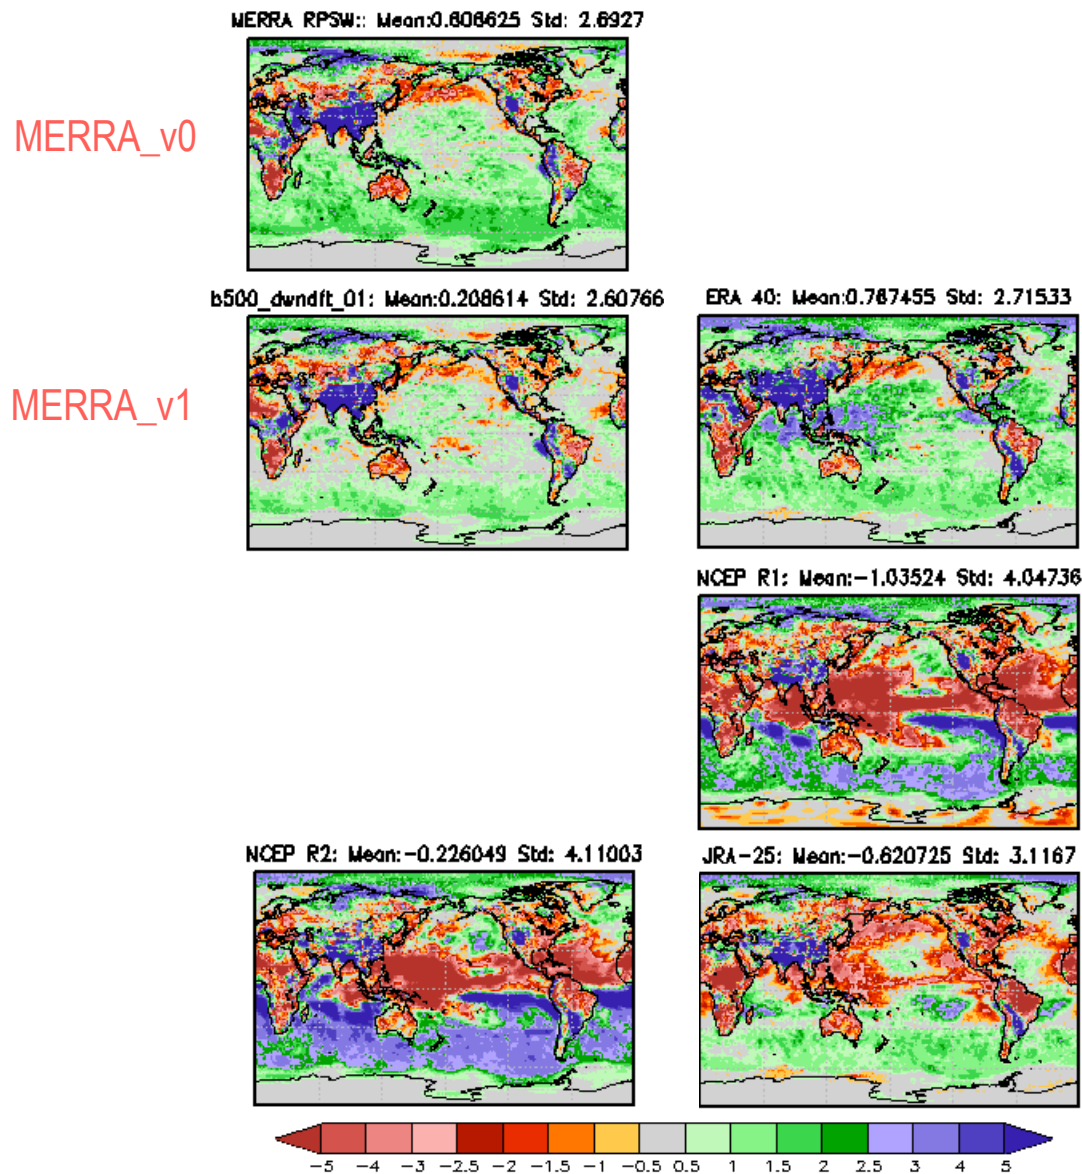 MERRA RPSW:: Mean:0.606625 Std: 2.6927
MERRA_v0
b500_dwndft_01: Mean:0.208614 Std: 2.60766
ERA 40: Mean:0.767455 Std: 2.71533
MERRA_v1
NCEP R1: Mean:-1.03524 Std: 4.04736
NCEP R2: Mean:-0.226049 Std: 4.11003
JRA-25: Mean:-0.620725 Std: 3.1167
-5 -4 -3 -2.5 -2 -1.5 -1 -0.5 0.5 1 1.5 2 2.5 3 4 5